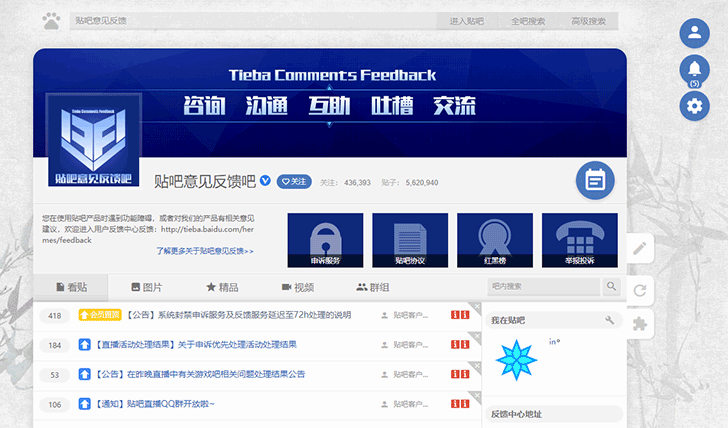 贴吧意见反馈
进入贴吧 全吧搜索 高级搜索
(5)
Tieba Comments Feedback
咨询 沟通 互助 吐槽 交流
Tieba Comments Feedback
贴吧意见反馈吧
贴吧意见反馈吧 关注 关注: 436,393 贴子: 5,620,940
您在使用贴吧产品时遇到功能障碍，或者对我们的产品有相关意见
建议，欢迎进入用户反馈中心反馈：http://tieba.baidu.com/her
mes/feedback
了解更多关于贴吧意见反馈>>
申诉服务 贴吧协议 红黑榜 举报投诉
看贴 图片 精品 视频 群组 吧内搜索
418 会员置顶 【公告】系统封禁申诉服务及反馈服务延迟至72h处理的说明 贴吧客户...
184 【直播活动处理结果】关于申诉优先处理活动处理结果 贴吧客户...
53 【公告】在昨晚直播中有关游戏吧相关问题处理结果公告 贴吧客户...
106 【通知】贴吧直播QQ群开放啦~ 贴吧客户...
我在贴吧
in°
反馈中心地址